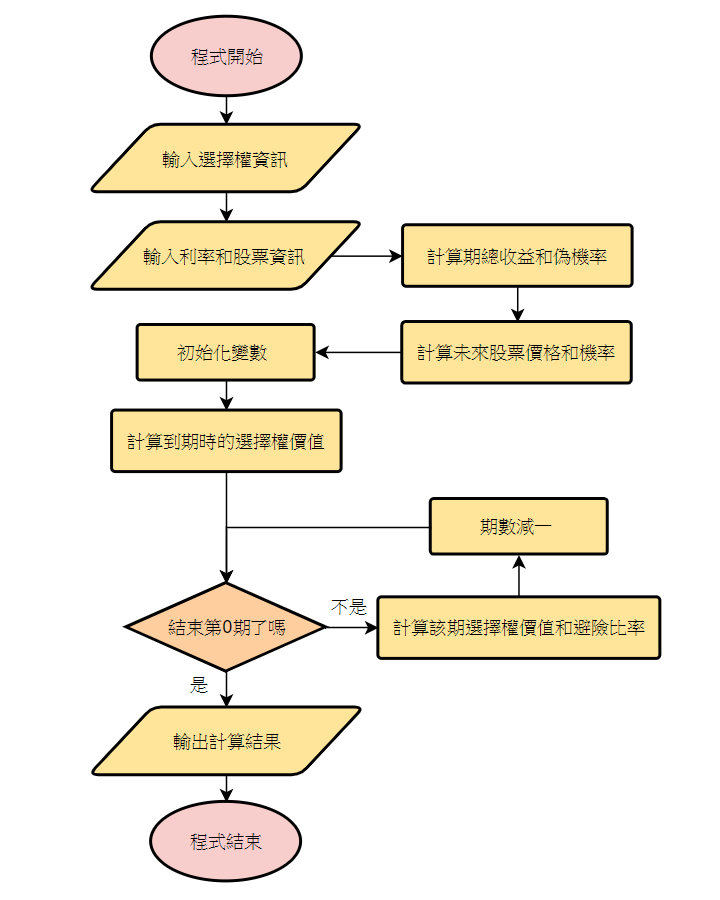 程式開始
輸入選擇權資訊
輸入利率和股票資訊
計算期總收益和偽機率
計算未來股票價格和機率
初始化變數
計算到期時的選擇權價值
期數減一
結束第0期了嗎
不是
計算該期選擇權價值和避險比率
是
輸出計算結果
程式結束